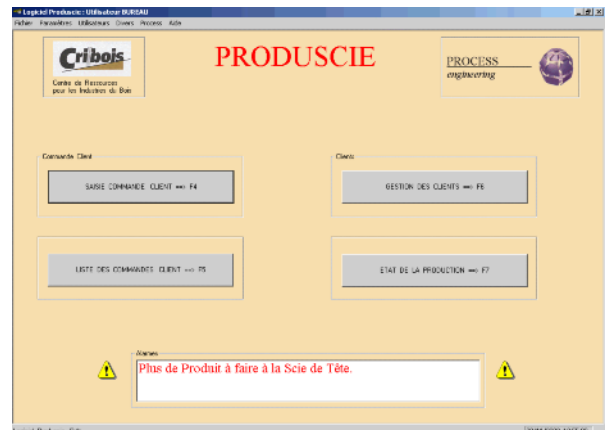 Logiciel Produscie : Utilisateur BUREAU
Fichier Paramètres Utilisateurs Divers Process Aide
Cribois
Centre de Ressources
pour les Industries du Bois
PRODUSCIE
PROCESS
engineering
Commande Client
Clients
SAISIE COMMANDE CLIENT ==> F4
GESTION DES CLIENTS ==> F6
LISTE DES COMMANDES CLIENT ==> F5
ETAT DE LA PRODUCTION ==> F7
Alarmes
Plus de Produit à faire à la Scie de Tête.